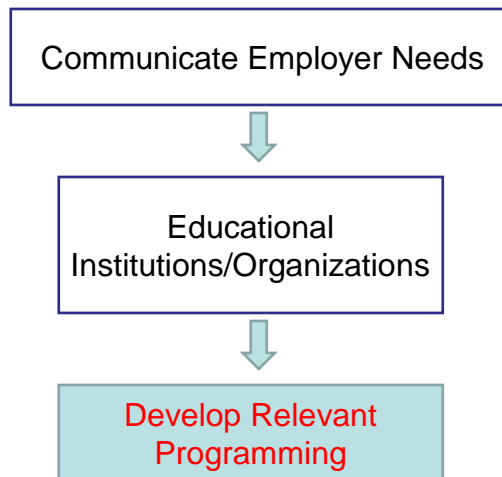 Communicate Employer Needs
Educational
Institutions/Organizations
Develop Relevant
Programming